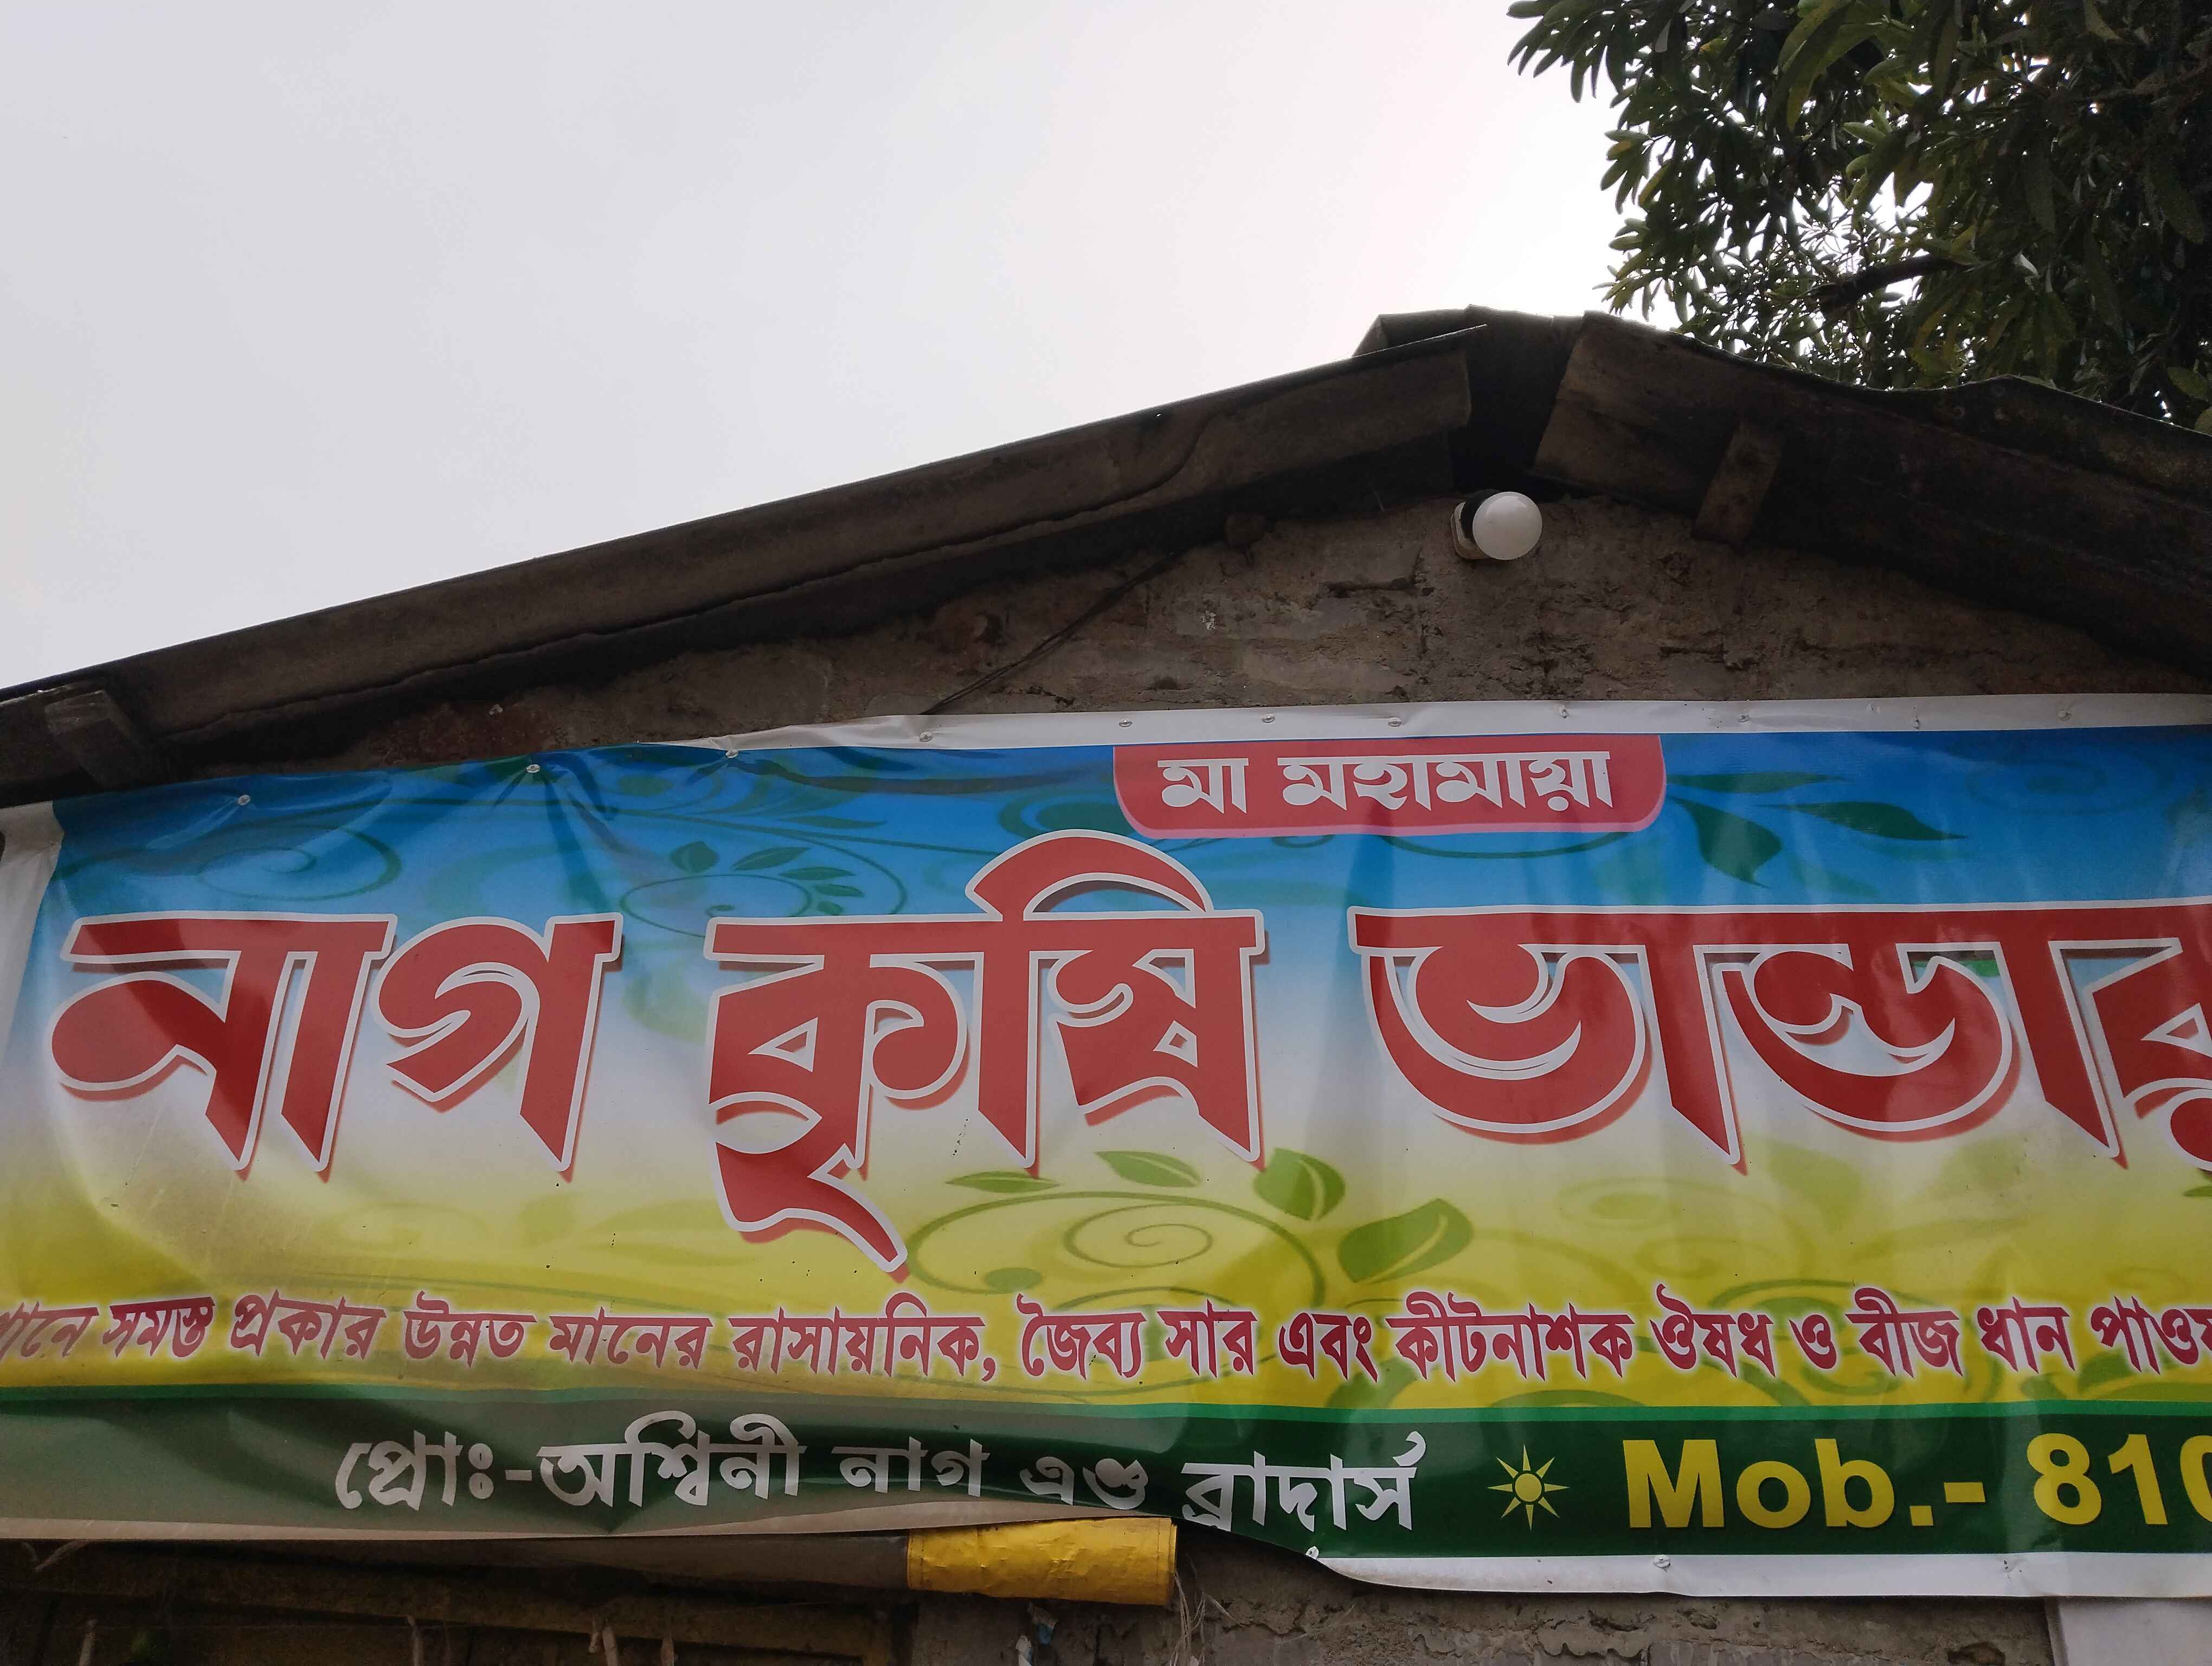 মা মহামায়া
নাগ কৃষি ভান্ডার
সমস্ত প্রকার উন্নত মানের রাসায়নিক, জৈব্য সার এবং কীটনাশক ঔষধ ও বীজ ধান
প্রোঃ-অশ্বিনী নাগ এণ্ড ব্রাদার্স Mob.- 810